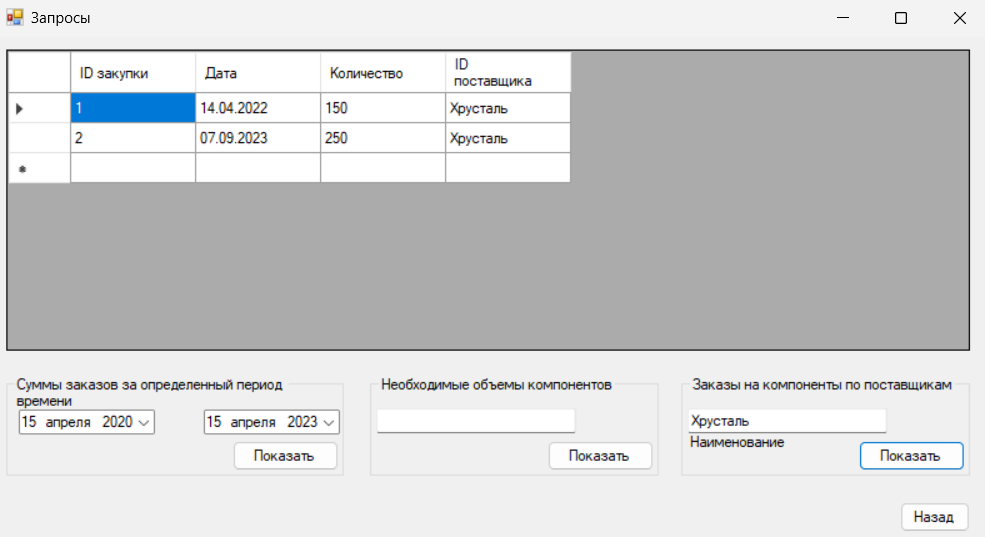 Запросы
ID закупки Дата Количество ID поставщика
1 14.04.2022 150 Хрусталь
2 07.09.2023 250 Хрусталь
Суммы заказов за определенный период
времени
15 апреля 2020 15 апреля 2023
Показать
Необходимые объемы компонентов
Показать
Заказы на компоненты по поставщикам
Хрусталь
Наименование
Показать
Назад